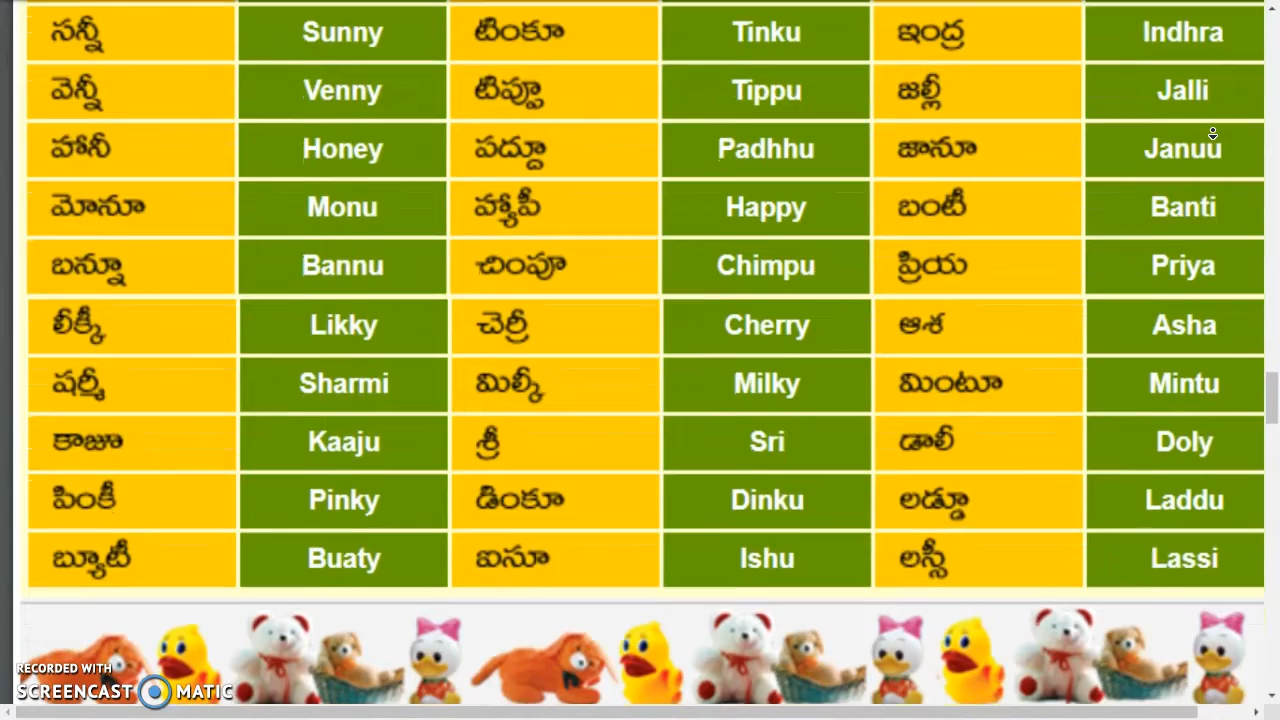 సన్నీ Sunny టింకూ Tinku ఇంద్ర Indhra
వెన్నీ Venny టిప్పూ Tippu జల్లీ Jalli
హానీ Honey పద్దూ Padhhu జానూ Januu
మోనూ Monu హ్యాపీ Happy బంటీ Banti
బన్నూ Bannu చింపూ Chimpu ప్రియ Priya
లీక్కీ Likky చెర్రీ Cherry ఆశ Asha
షర్మీ Sharmi మిల్కీ Milky మింటూ Mintu
కాజూ Kaaju శ్రీ Sri డాలీ Doly
పింకీ Pinky డింకూ Dinku లడ్డూ Laddu
బ్యూటీ Buaty ఐసూ Ishu లస్సీ Lassi
RECORDED WITH
SCREENCAST MATIC